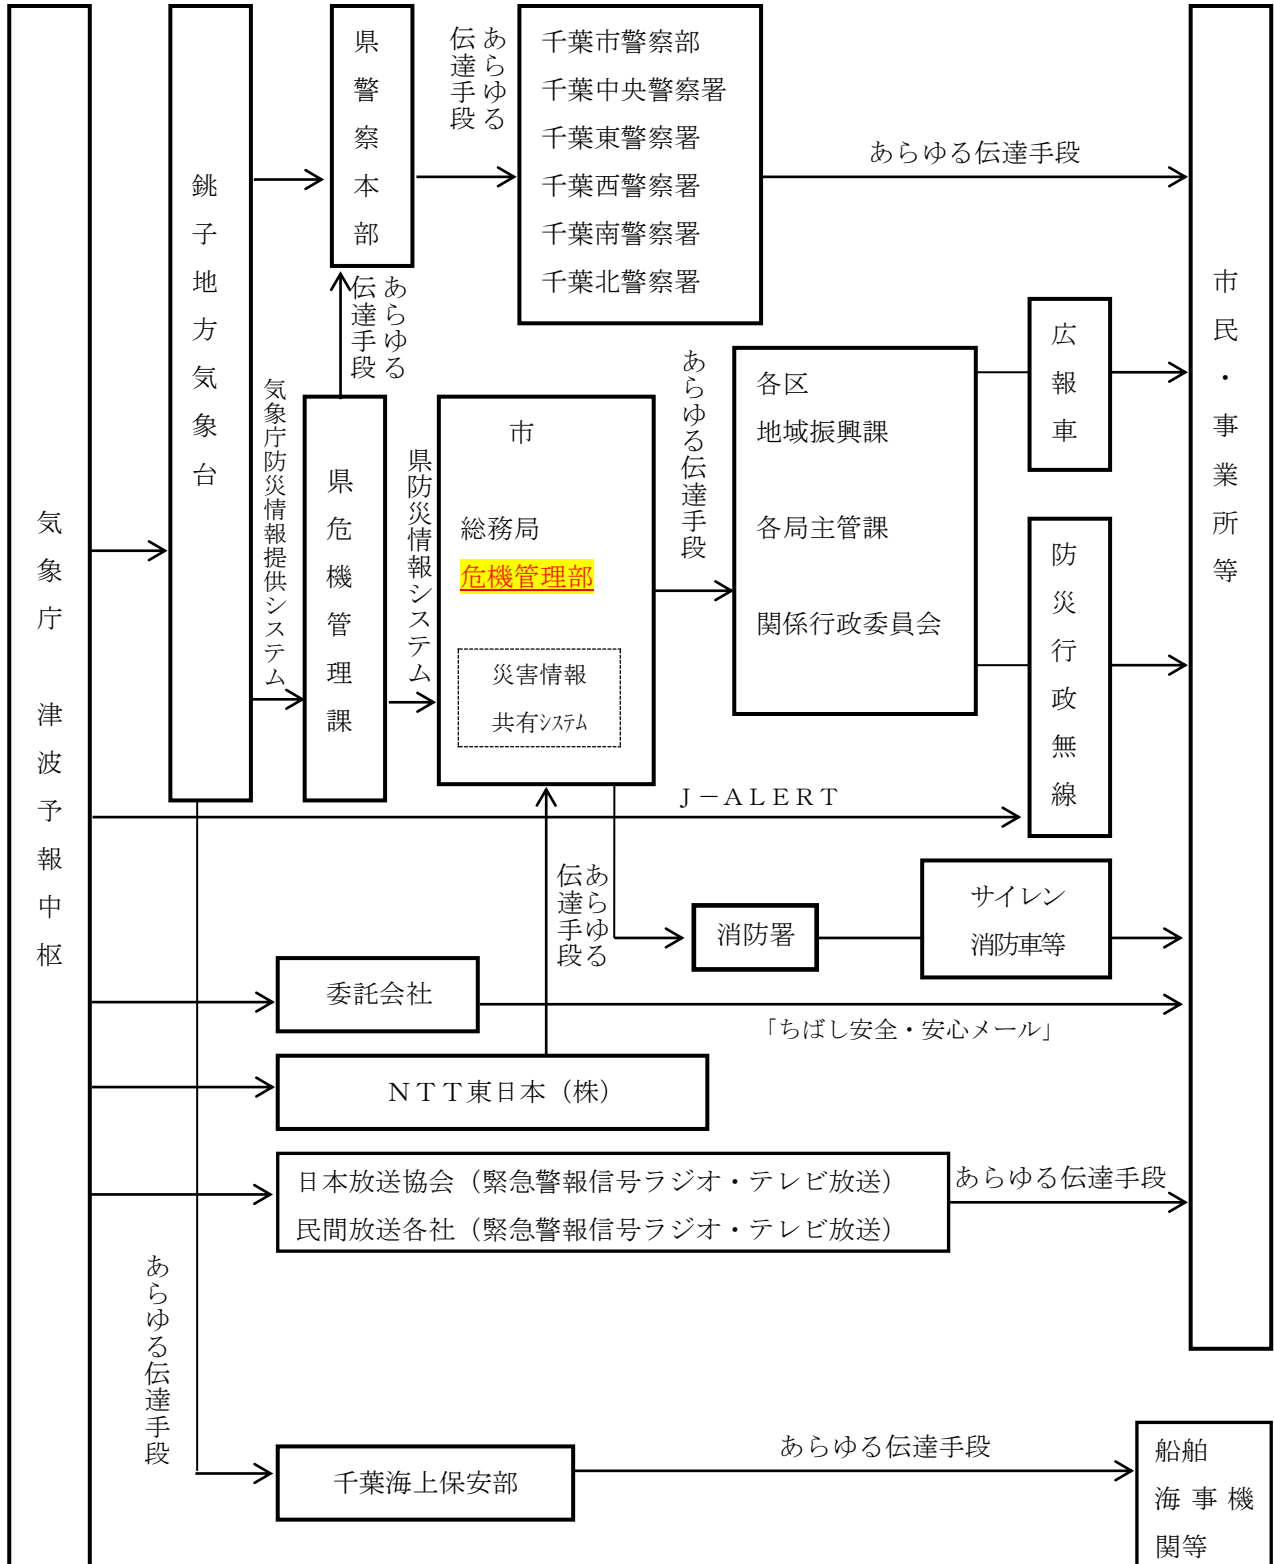 気象庁　津波予報中枢
銚子地方気象台
県警察本部
あらゆる
伝達手段
千葉市警察部
千葉中央警察署
千葉東警察署
千葉西警察署
千葉南警察署
千葉北警察署
あらゆる伝達手段
市民・事業所等
あらゆる
伝達手段
気象庁防災情報提供システム
県危機管理課
県防災情報システム
市
総務局
危機管理部
災害情報
共有システム
あらゆる伝達手段
各区
地域振興課
各局主管課
関係行政委員会
広報車
防災行政無線
J－ALERT
あらゆる
伝達手段
消防署
サイレン
消防車等
委託会社
「ちばし安全・安心メール」
NTT東日本（株）
日本放送協会（緊急警報信号ラジオ・テレビ放送）
民間放送各社（緊急警報信号ラジオ・テレビ放送）
あらゆる伝達手段
あらゆる伝達手段
千葉海上保安部
あらゆる伝達手段
船舶
海事機
関等